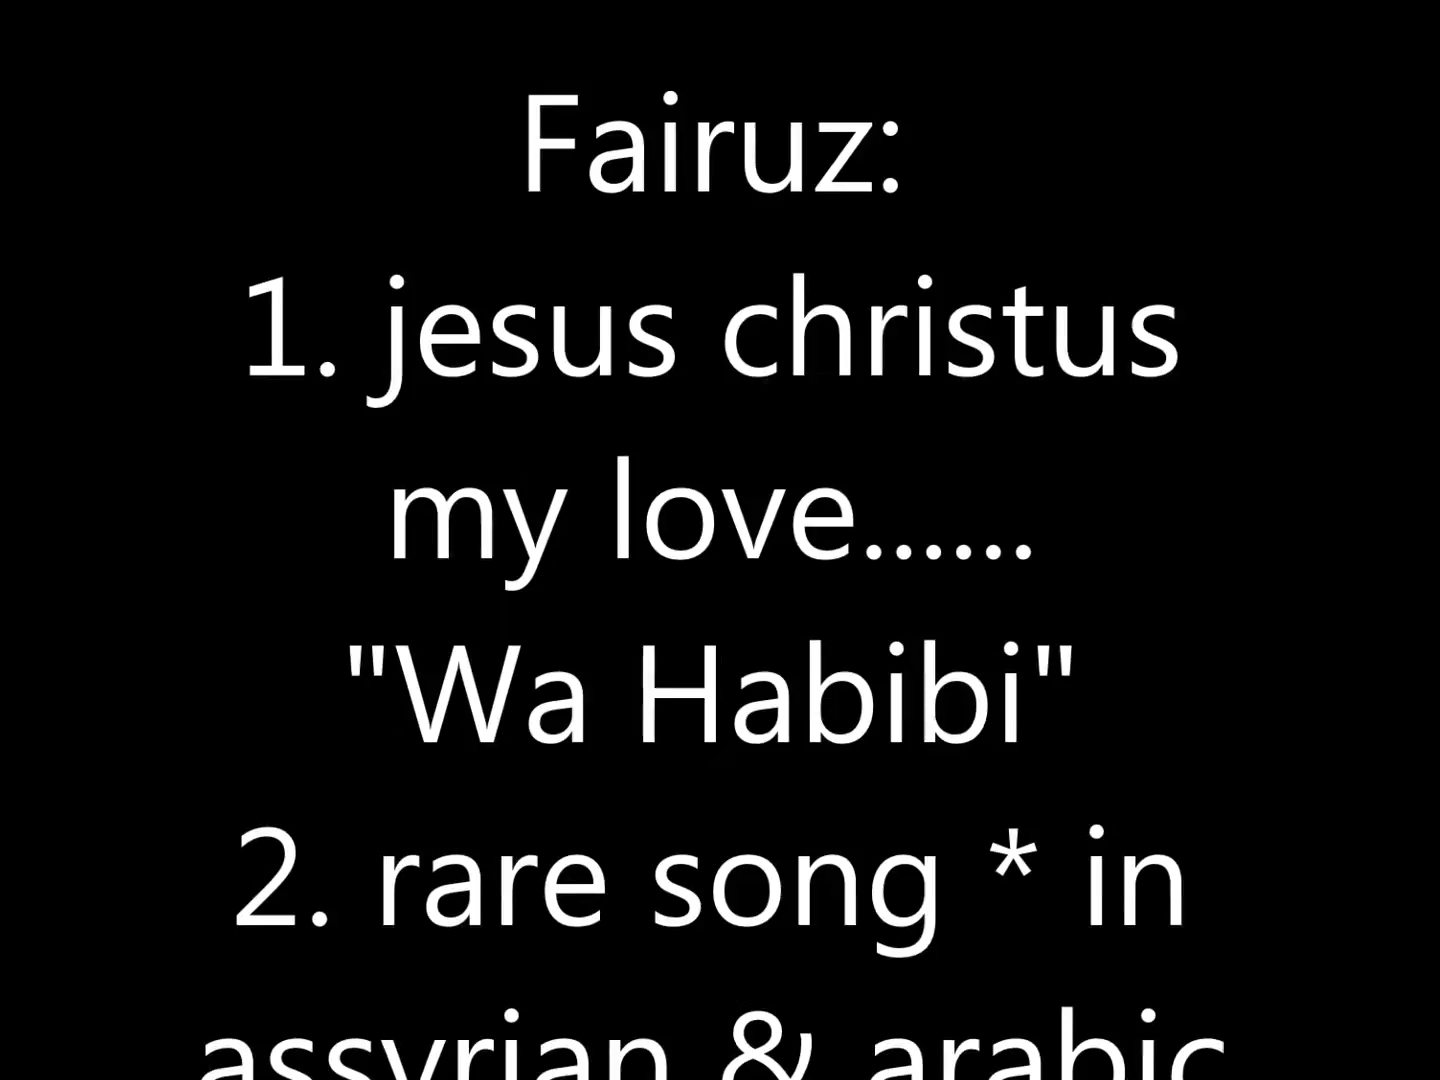 Fairuz:
1. jesus christus
my love......
"Wa Habibi"
2. rare song * in
assyrian & arabic